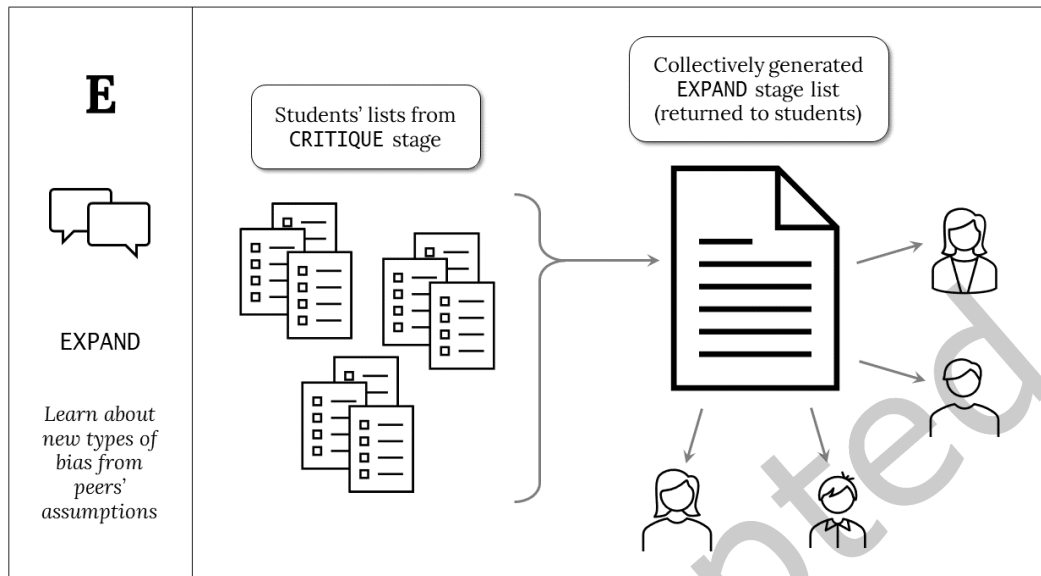 E
EXPAND
Learn about
new types of
bias from
peers'
assumptions
Students' lists from
CRITIQUE stage
Collectively generated
EXPAND stage list
(returned to students)
pted